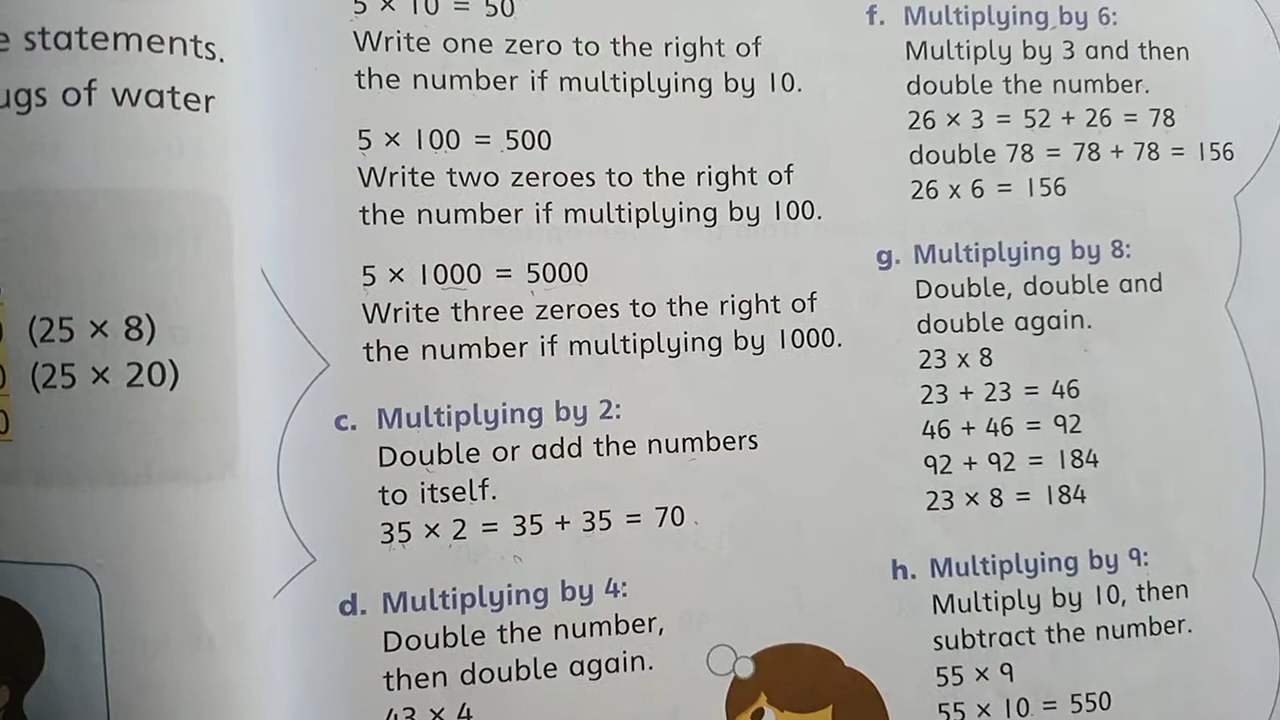 e statements.
ugs of water
(25 × 8)
(25 × 20)
0
5 × 10 = 50
Write one zero to the right of
the number if multiplying by 10.
5 × 100 = 500
Write two zeroes to the right of
the number if multiplying by 100.
5 × 1000 = 5000
Write three zeroes to the right of
the number if multiplying by 1000.
c. Multiplying by 2:
Double or add the numbers
to itself.
35 × 2 = 35 + 35 = 70
d. Multiplying by 4:
Double the number,
then double again.
43 × 4
f. Multiplying by 6:
Multiply by 3 and then
double the number.
26 × 3 = 52 + 26 = 78
double 78 = 78 + 78 = 156
26 x 6 = 156
g. Multiplying by 8:
Double, double and
double again.
23 x 8
23 + 23 = 46
46 + 46 = 92
92 + 92 = 184
23 × 8 = 184
h. Multiplying by 9:
Multiply by 10, then
subtract the number.
55 × 9
55 × 10 = 550